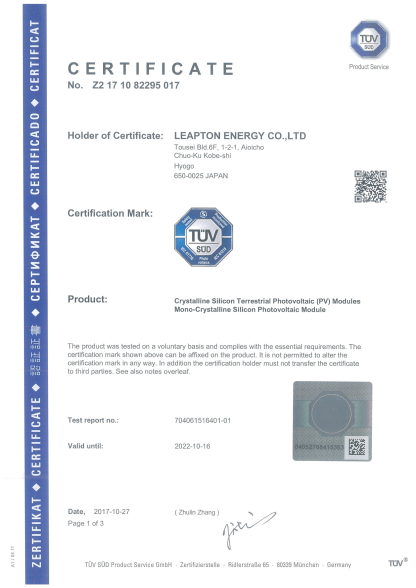 TÜV
SÜD
Product Service
CERTIFICATE
No. Z2 17 10 82295 017
Holder of Certificate: LEAPTON ENERGY CO.,LTD
Tousei Bld.6F, 1-2-1, Aioicho
Chuo-Ku Kobe-shi
Hyogo
650-0025 JAPAN
Certification Mark:
TÜV
SÜD
Product: Crystalline Silicon Terrestrial Photovoltaic (PV) Modules
Mono-Crystalline Silicon Photovoltaic Module
The product was tested on a voluntary basis and complies with the essential requirements. The
certification mark shown above can be affixed on the product. It is not permitted to alter the
certification mark in any way. In addition the certification holder must not transfer the certificate
to third parties. See also notes overleaf.
Test report no.: 704061516401-01
Valid until: 2022-10-16
Date, 2017-10-27
( Zhulin Zhang )
Page 1 of 3
TÜV SÜD Product Service GmbH · Zertifizierstelle · Ridlerstraße 65 · 80339 München · Germany
TÜV®
ZERTIFIKAT ◆ CERTIFICATE ◆ 認証証書 ◆ СЕРТИФИКАТ ◆ CERTIFICADO ◆ CERTIFICAT